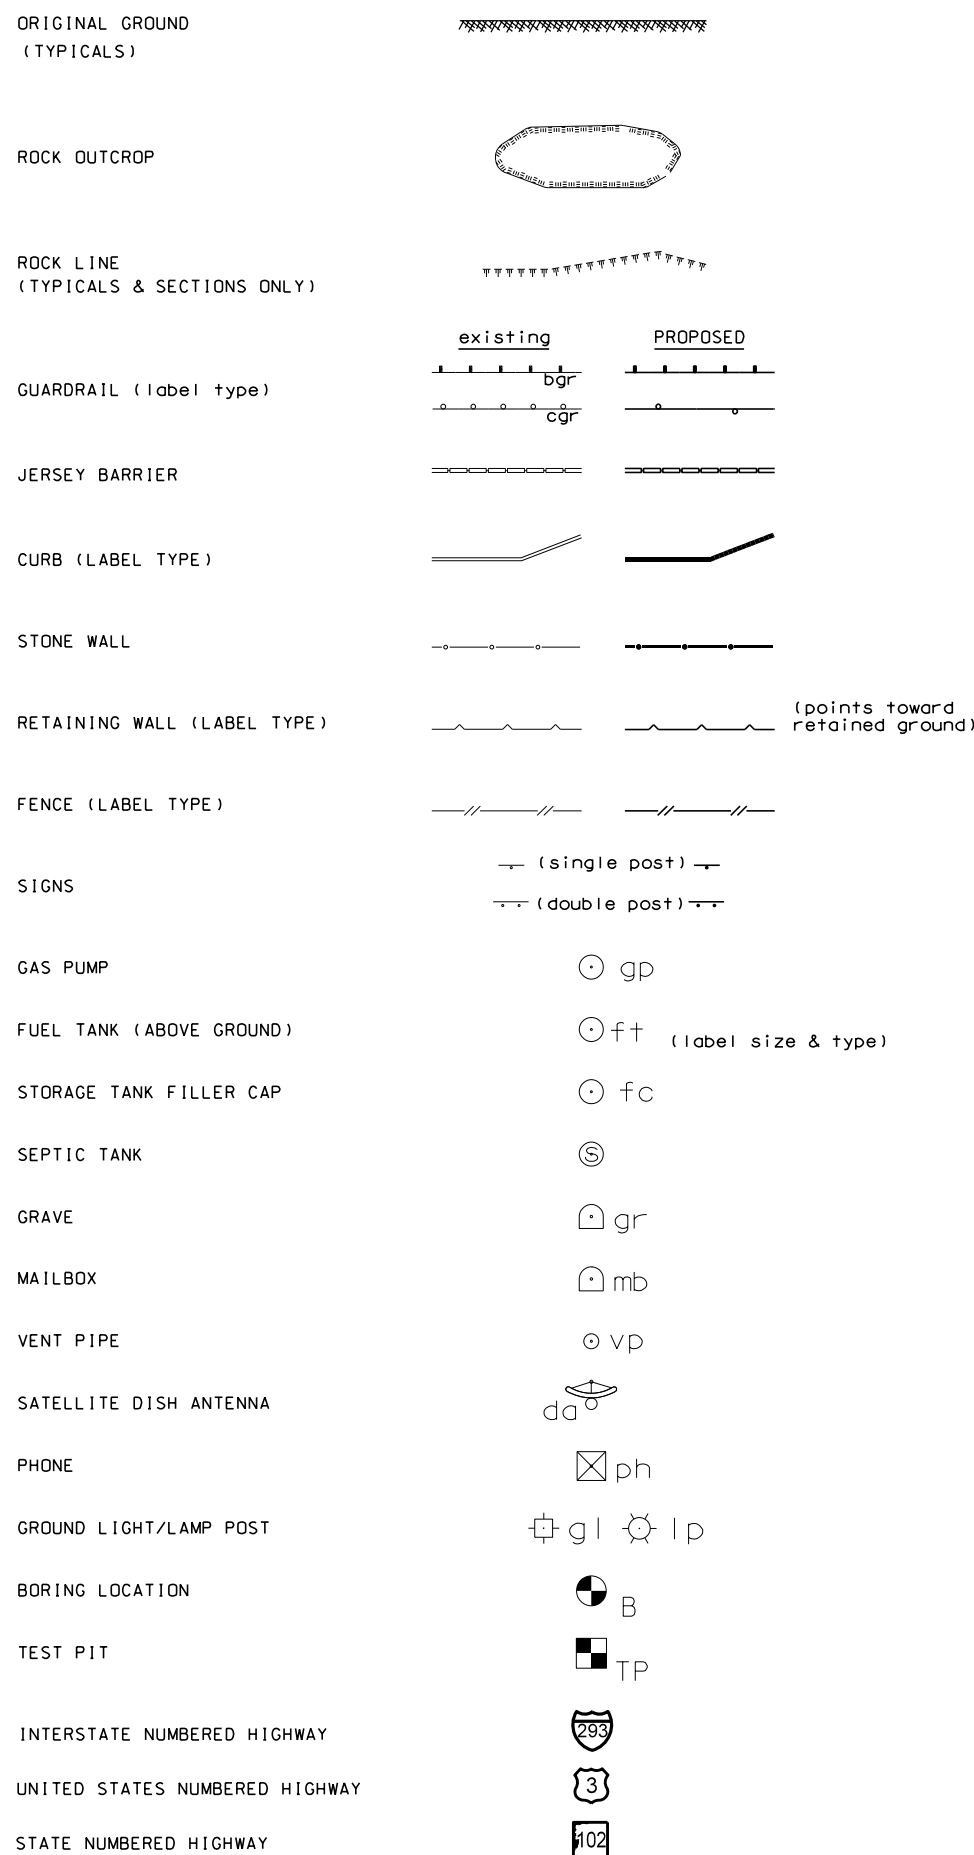 ORIGINAL GROUND
(TYPICALS)
ROCK OUTCROP
ROCK LINE
(TYPICALS & SECTIONS ONLY)
existing PROPOSED
GUARDRAIL (label type)
bgr
cgr
JERSEY BARRIER
CURB (LABEL TYPE)
STONE WALL
RETAINING WALL (LABEL TYPE)
(points toward
retained ground)
FENCE (LABEL TYPE)
SIGNS
(single post)
(double post)
GAS PUMP gp
FUEL TANK (ABOVE GROUND) ft (label size & type)
STORAGE TANK FILLER CAP fc
SEPTIC TANK S
GRAVE gr
MAILBOX mb
VENT PIPE vp
SATELLITE DISH ANTENNA da
PHONE ph
GROUND LIGHT/LAMP POST gl lp
BORING LOCATION B
TEST PIT TP
INTERSTATE NUMBERED HIGHWAY 293
UNITED STATES NUMBERED HIGHWAY 3
STATE NUMBERED HIGHWAY 102